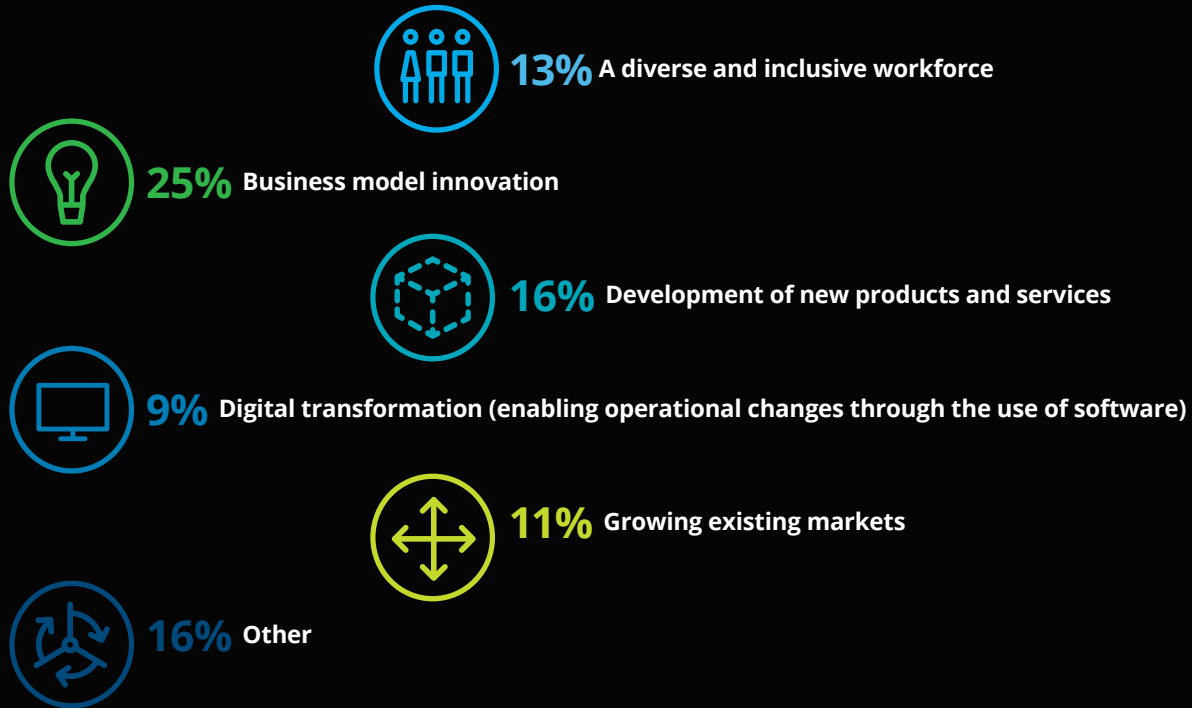 13% A diverse and inclusive workforce
25% Business model innovation
16% Development of new products and services
9% Digital transformation (enabling operational changes through the use of software)
11% Growing existing markets
16% Other